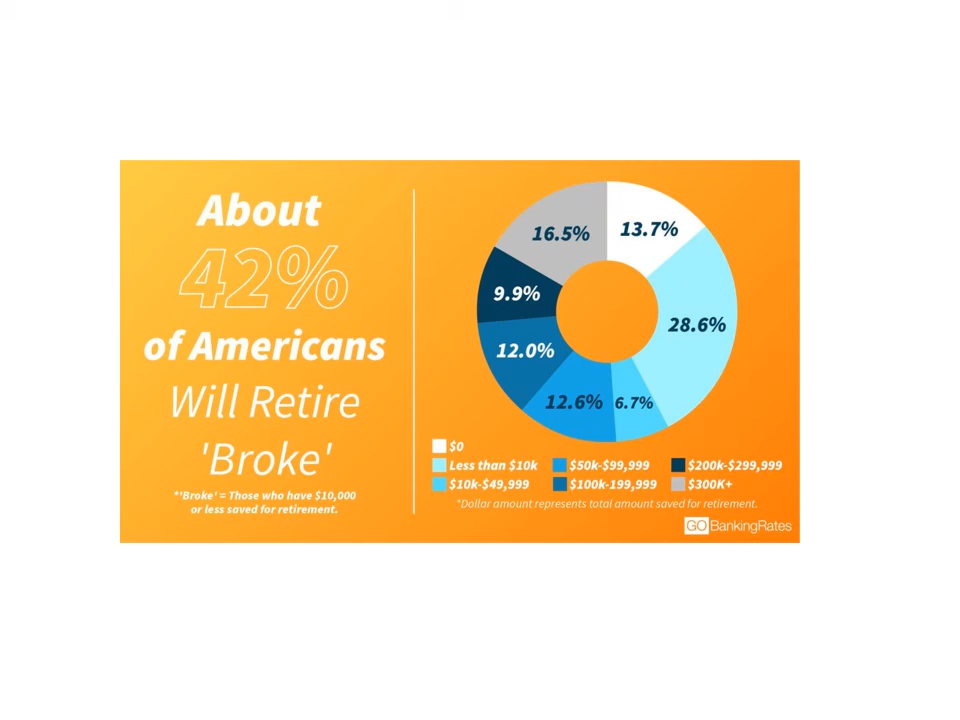 About
42%
of Americans
Will Retire
'Broke'
*'Broke' = Those who have $10,000
or less saved for retirement.
16.5%
13.7%
9.9%
28.6%
12.0%
12.6%
6.7%
$0
Less than $10k
$50k-$99,999
$200k-$299,999
$10k-$49,999
$100k-199,999
$300K+
*Dollar amount represents total amount saved for retirement.
GOBankingRates